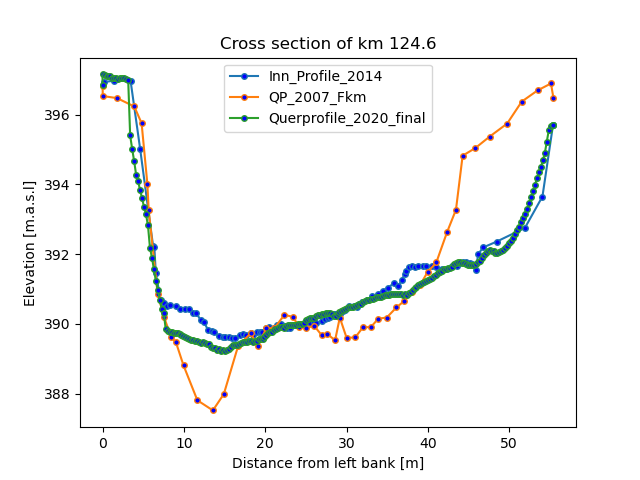 Cross section of km 124.6
Inn_Profile_2014
QP_2007_Fkm
Querprofile_2020_final
Elevation [m.a.s.l]
396
394
392
390
388
0 10 20 30 40 50
Distance from left bank [m]